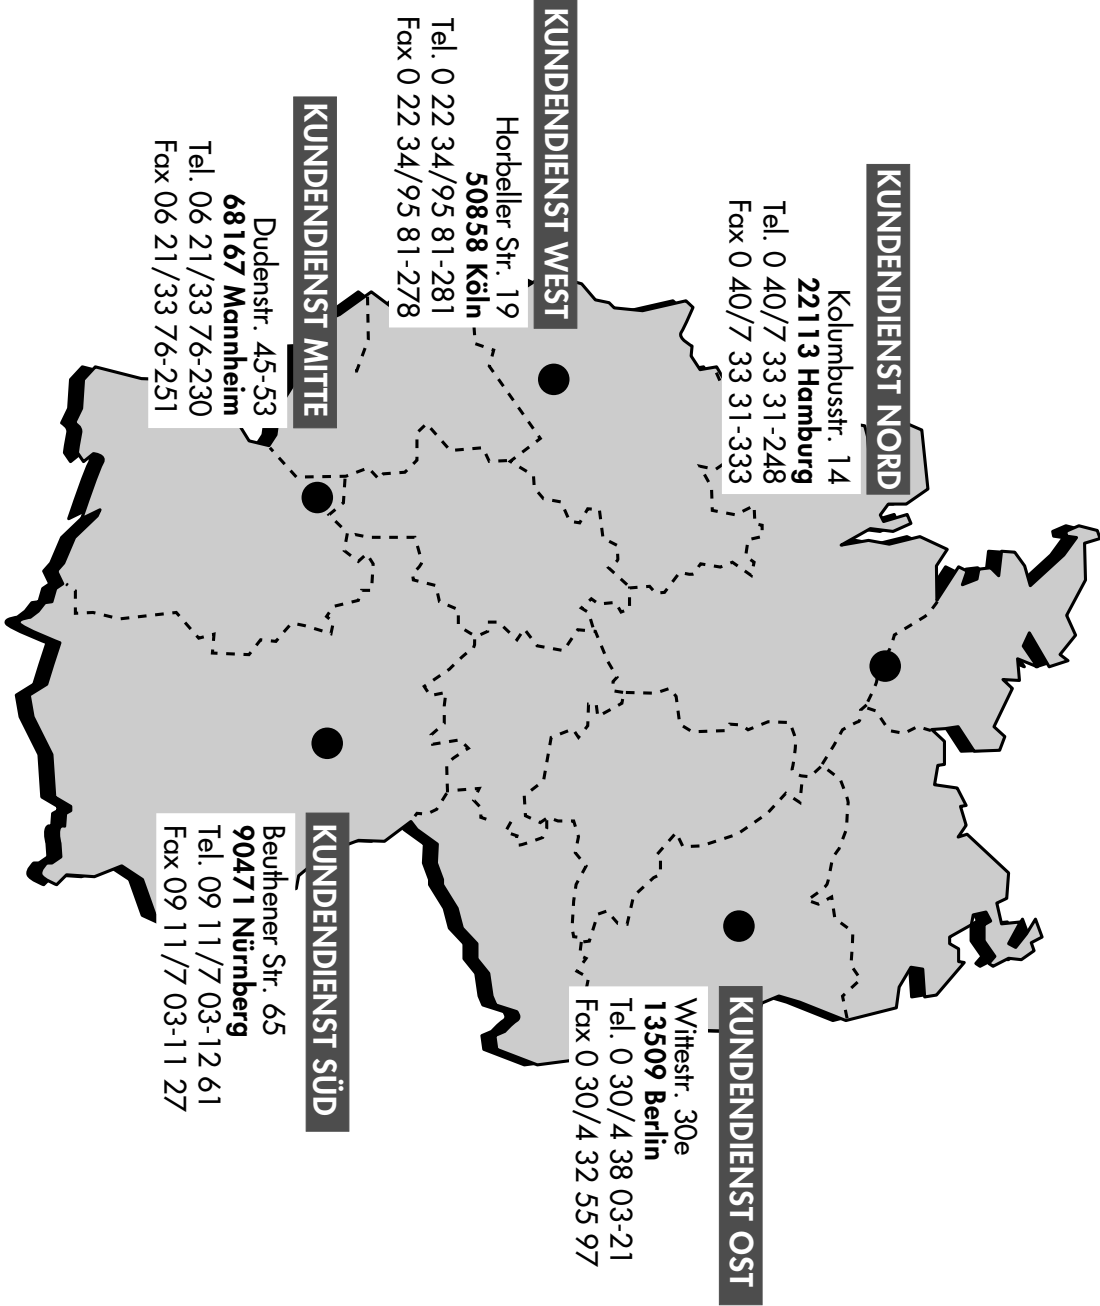 KUNDENDIENST NORD
Kolumbusstr. 14
22113 Hamburg
Tel. 0 40/7 33 31-248
Fax 0 40/7 33 31-333
KUNDENDIENST WEST
Horbeller Str. 19
50858 Köln
Tel. 0 22 34/95 81-281
Fax 0 22 34/95 81-278
KUNDENDIENST OST
Wittestr. 30e
13509 Berlin
Tel. 0 30/4 38 03-21
Fax 0 30/4 32 55 97
KUNDENDIENST MITTE
Dudenstr. 45-53
68167 Mannheim
Tel. 06 21/33 76-230
Fax 06 21/33 76-251
KUNDENDIENST SÜD
Beuthener Str. 65
90471 Nürnberg
Tel. 09 11/7 03-12 61
Fax 09 11/7 03-11 27